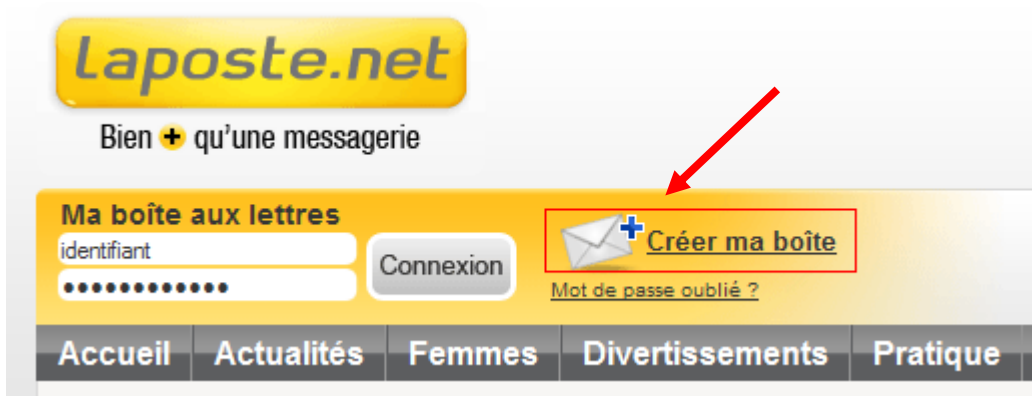 Laposte.net
Bien + qu'une messagerie
Ma boîte aux lettres
identifiant
Connexion
Créer ma boîte
Mot de passe oublié ?
Accueil Actualités Femmes Divertissements Pratique